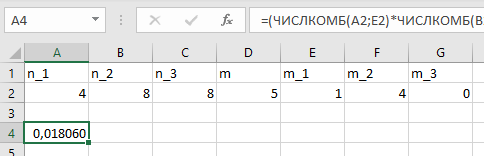 A4 =(ЧИСЛКОМБ(A2;E2)*ЧИСЛКОМБ(B
A B C D E F G
1 n_1 n_2 n_3 m m_1 m_2 m_3
2 4 8 8 5 1 4 0
3
4 0,018060
5